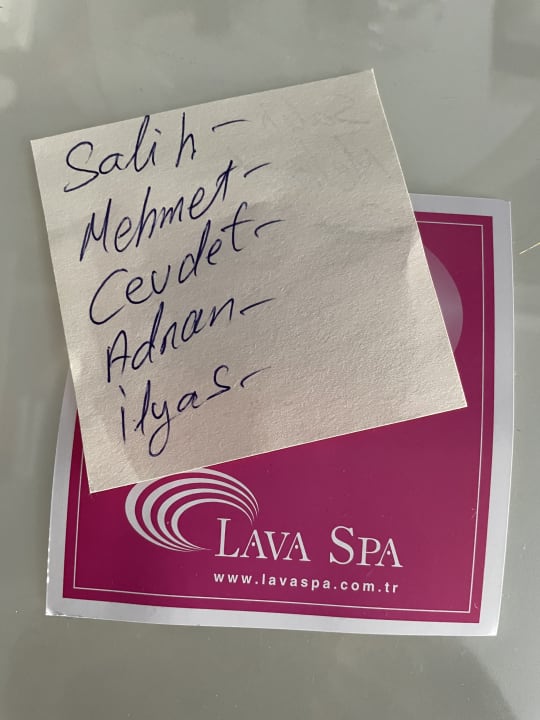 Salih -
Mehmet -
Cevdet -
Adnan -
İlyas -
LAVA SPA
www.lavaspa.com.tr